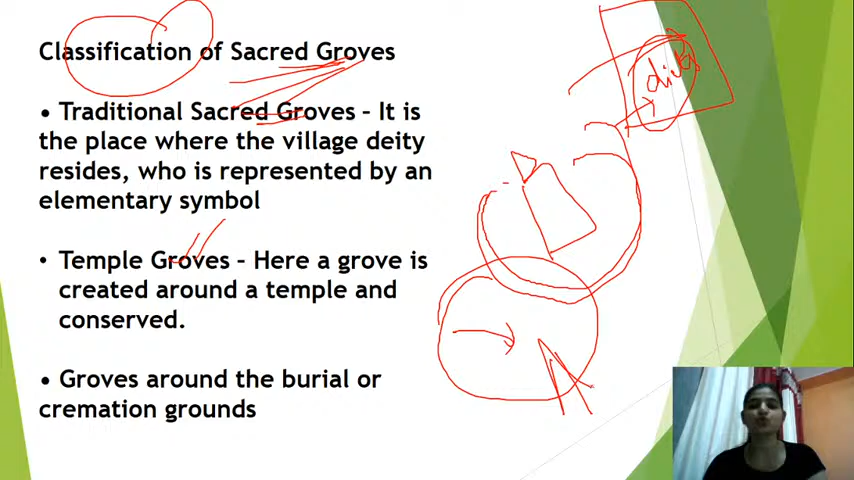 Classification of Sacred Groves
• Traditional Sacred Groves - It is
the place where the village deity
resides, who is represented by an
elementary symbol
• Temple Groves - Here a grove is
created around a temple and
conserved.
• Groves around the burial or
cremation grounds